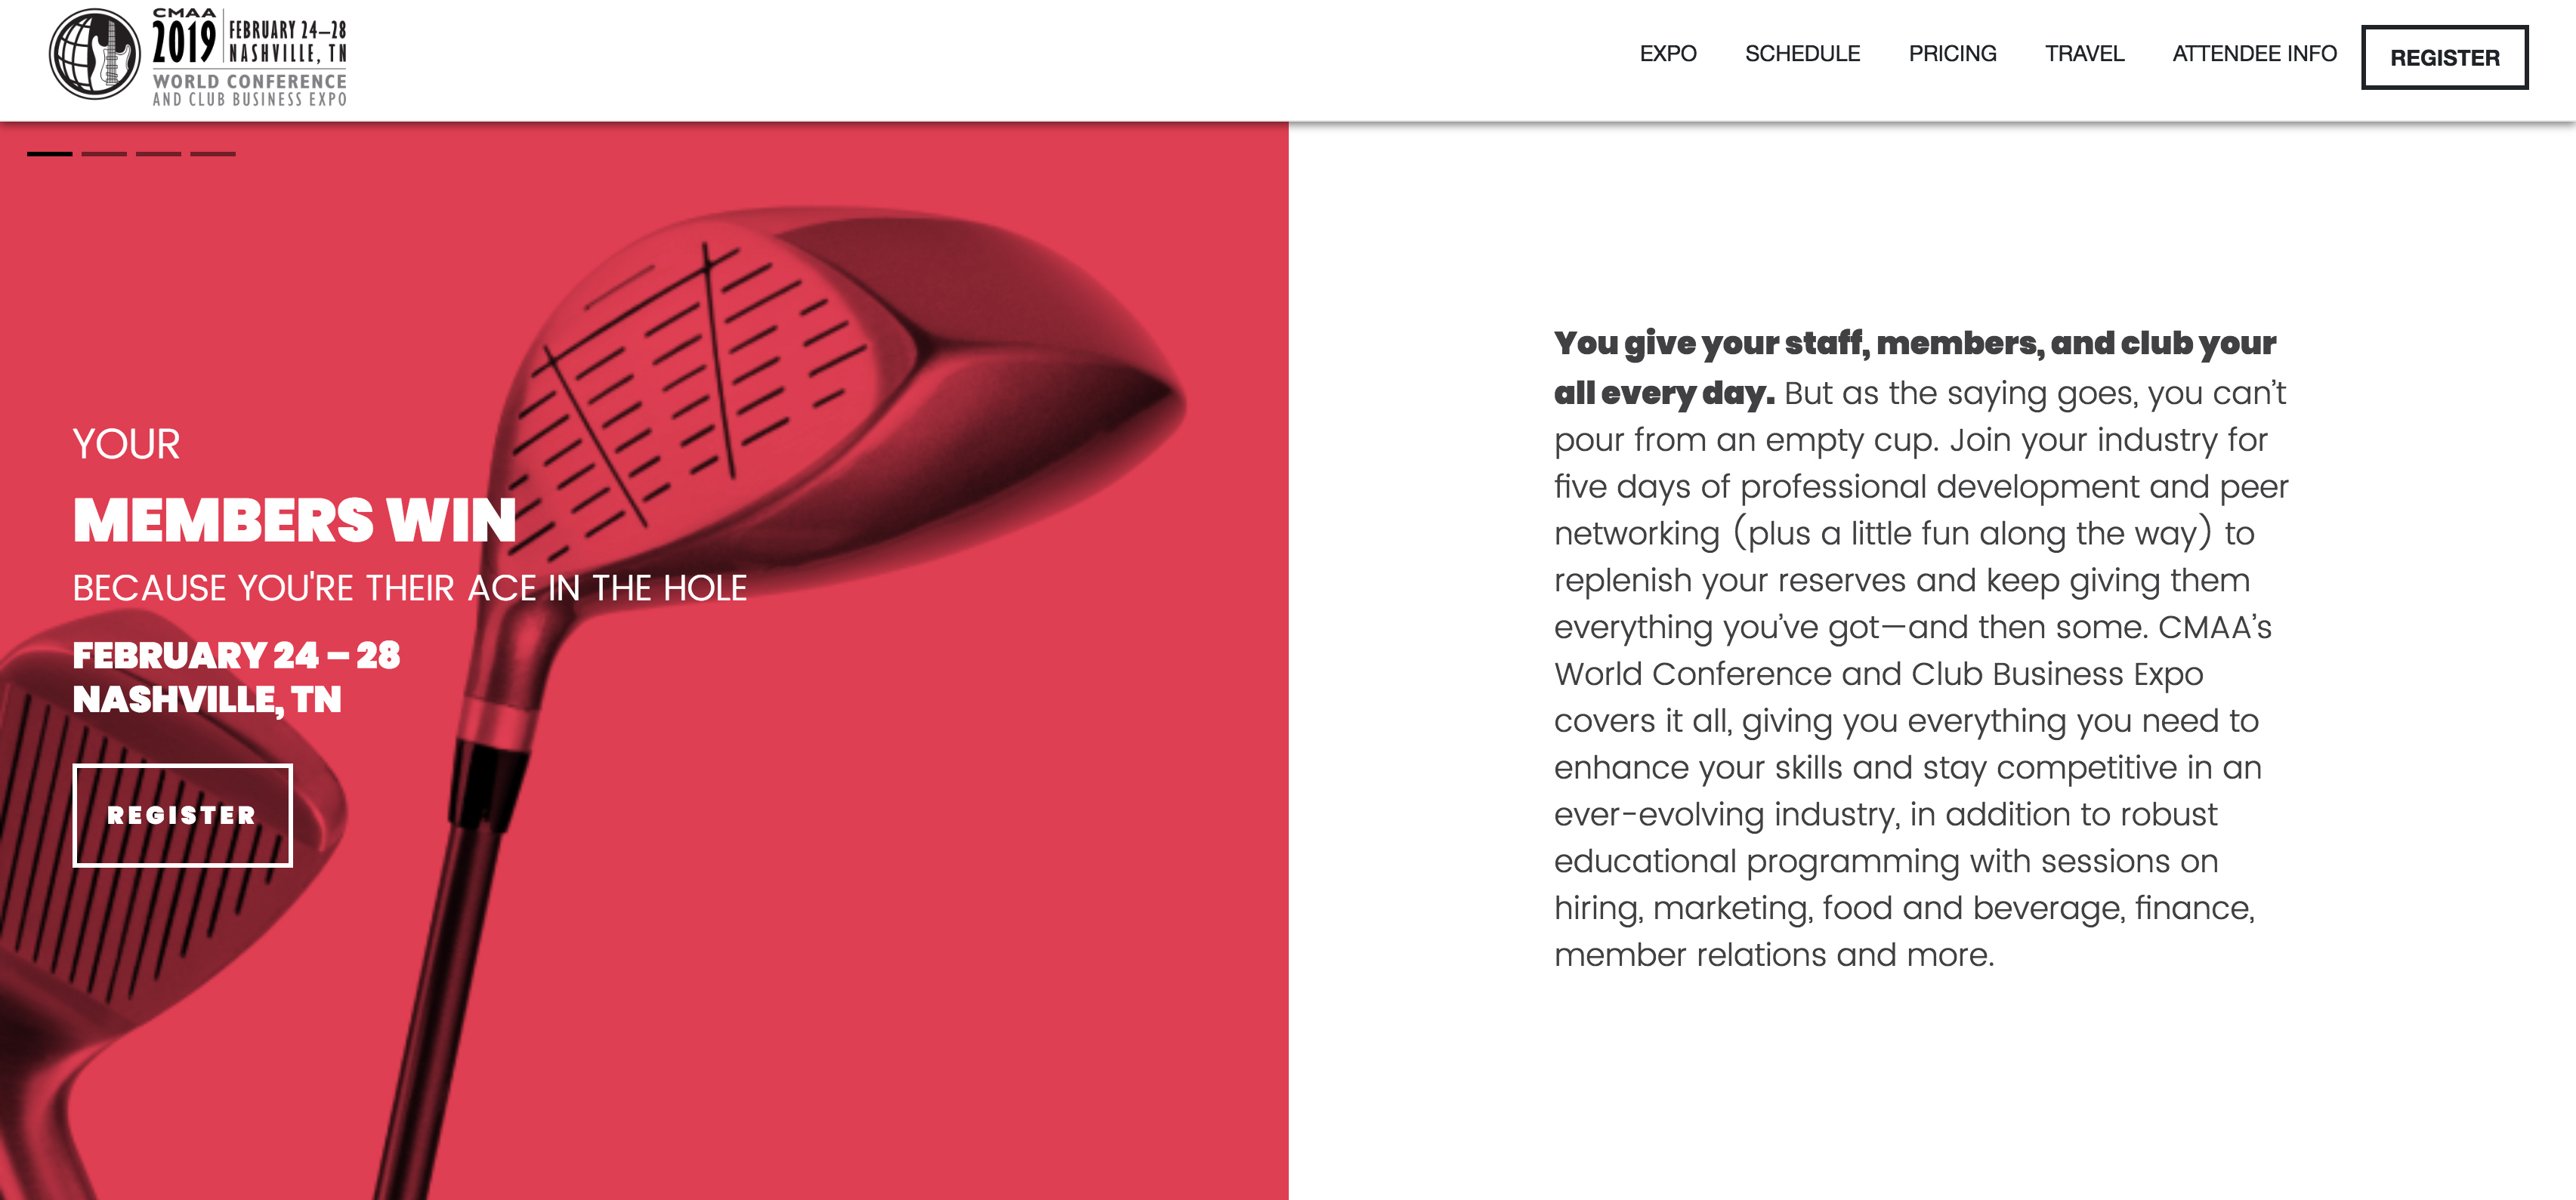 CMAA
2019
FEBRUARY 24–28
NASHVILLE, TN
WORLD CONFERENCE
AND CLUB BUSINESS EXPO
EXPO SCHEDULE PRICING TRAVEL ATTENDEE INFO REGISTER
YOUR
MEMBERS WIN
BECAUSE YOU'RE THEIR ACE IN THE HOLE
FEBRUARY 24 – 28
NASHVILLE, TN
REGISTER
You give your staff, members, and club your
all every day. But as the saying goes, you can’t
pour from an empty cup. Join your industry for
five days of professional development and peer
networking (plus a little fun along the way) to
replenish your reserves and keep giving them
everything you’ve got—and then some. CMAA’s
World Conference and Club Business Expo
covers it all, giving you everything you need to
enhance your skills and stay competitive in an
ever-evolving industry, in addition to robust
educational programming with sessions on
hiring, marketing, food and beverage, finance,
member relations and more.